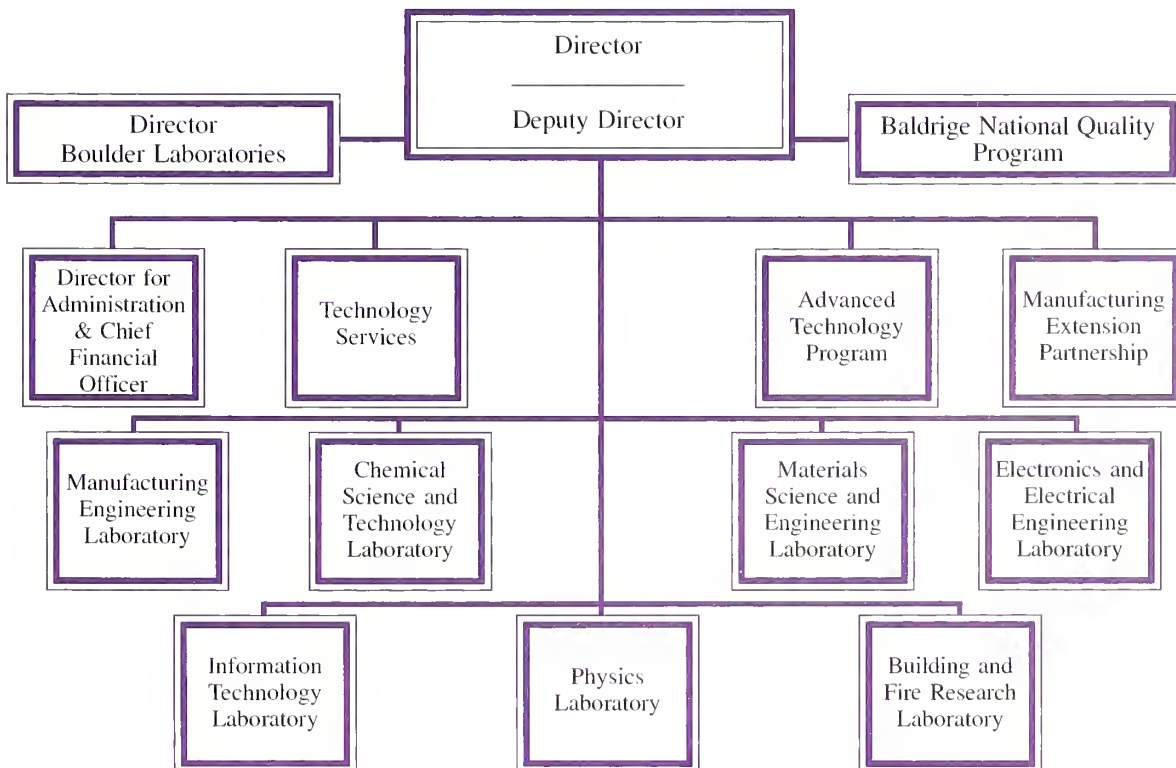 Director
Deputy Director
Director
Boulder Laboratories
Baldrige National Quality
Program
Director for
Administration
& Chief
Financial
Officer
Technology
Services
Advanced
Technology
Program
Manufacturing
Extension
Partnership
Manufacturing
Engineering
Laboratory
Chemical
Science and
Technology
Laboratory
Materials
Science and
Engineering
Laboratory
Electronics and
Electrical
Engineering
Laboratory
Information
Technology
Laboratory
Physics
Laboratory
Building and
Fire Research
Laboratory